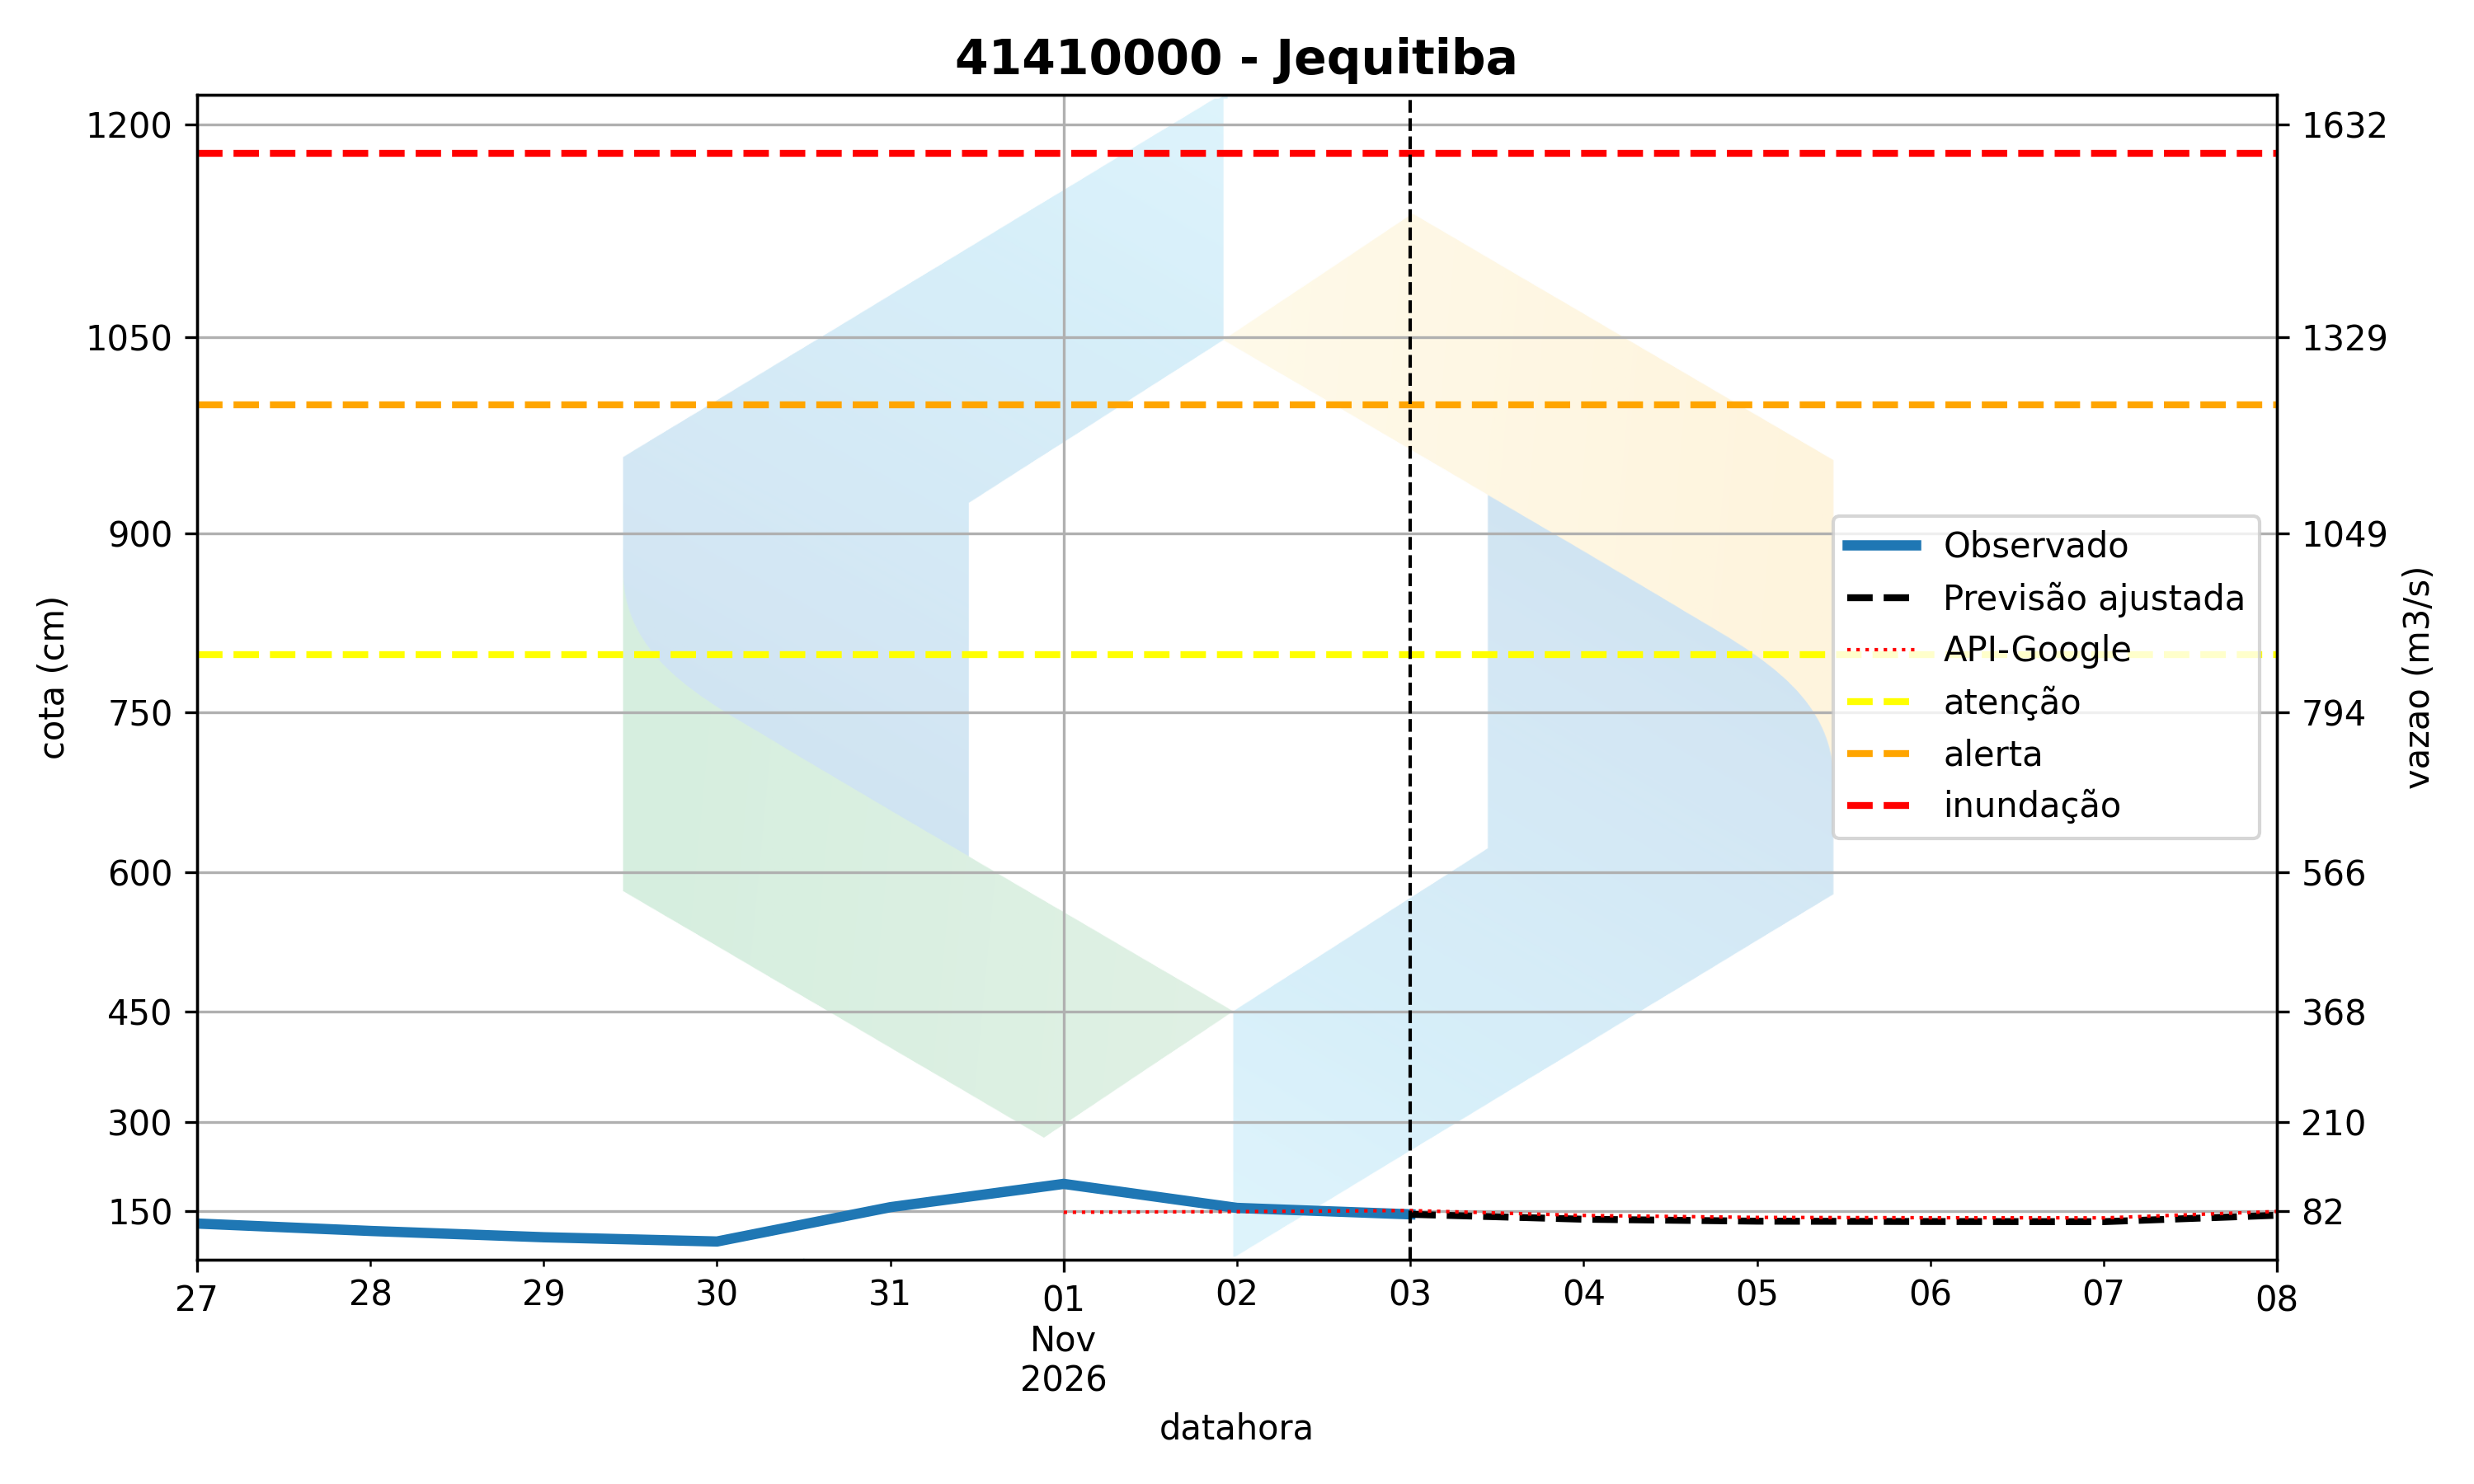 41410000 - Jequitiba
1200
1050
900
750
600
450
300
150
cota (cm)
1632
1329
1049
794
566
368
210
82
vazao (m3/s)
Observado
Previsão ajustada
API-Google
atenção
alerta
inundação
27 28 29 30 31 01 02 03 04 05 06 07 08
Nov
2026
datahora